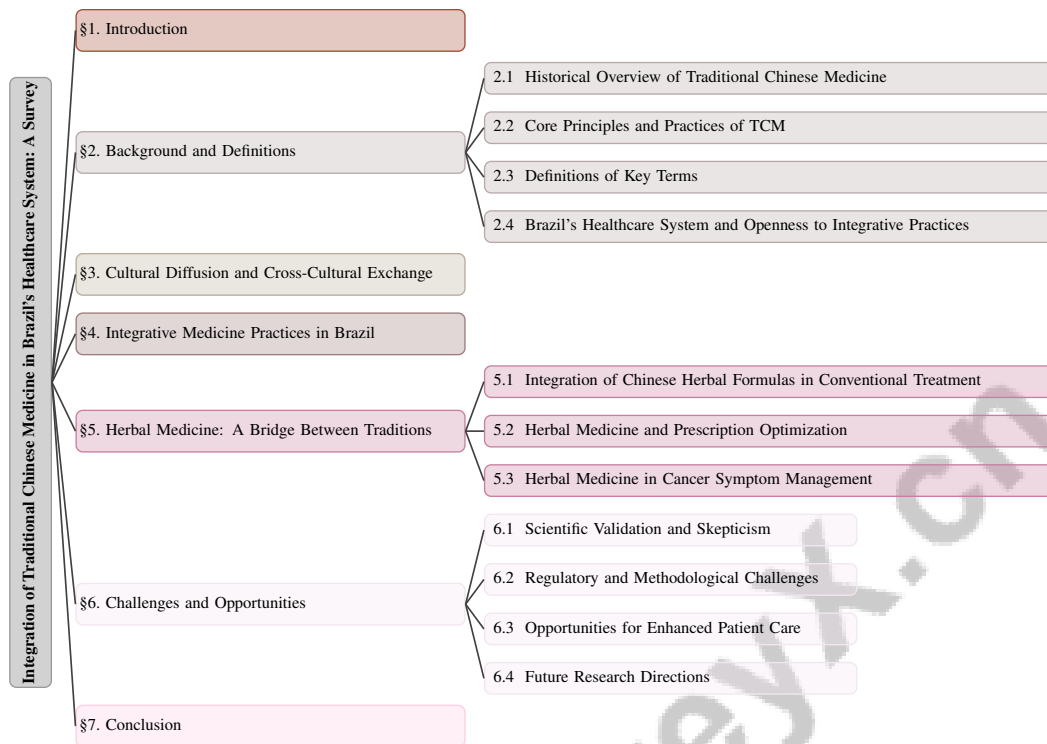 Integration of Traditional Chinese Medicine in Brazil's Healthcare System: A Survey
§1. Introduction
§2. Background and Definitions
2.1 Historical Overview of Traditional Chinese Medicine
2.2 Core Principles and Practices of TCM
2.3 Definitions of Key Terms
2.4 Brazil's Healthcare System and Openness to Integrative Practices
§3. Cultural Diffusion and Cross-Cultural Exchange
§4. Integrative Medicine Practices in Brazil
§5. Herbal Medicine: A Bridge Between Traditions
5.1 Integration of Chinese Herbal Formulas in Conventional Treatment
5.2 Herbal Medicine and Prescription Optimization
5.3 Herbal Medicine in Cancer Symptom Management
§6. Challenges and Opportunities
6.1 Scientific Validation and Skepticism
6.2 Regulatory and Methodological Challenges
6.3 Opportunities for Enhanced Patient Care
6.4 Future Research Directions
§7. Conclusion
eyx.cn